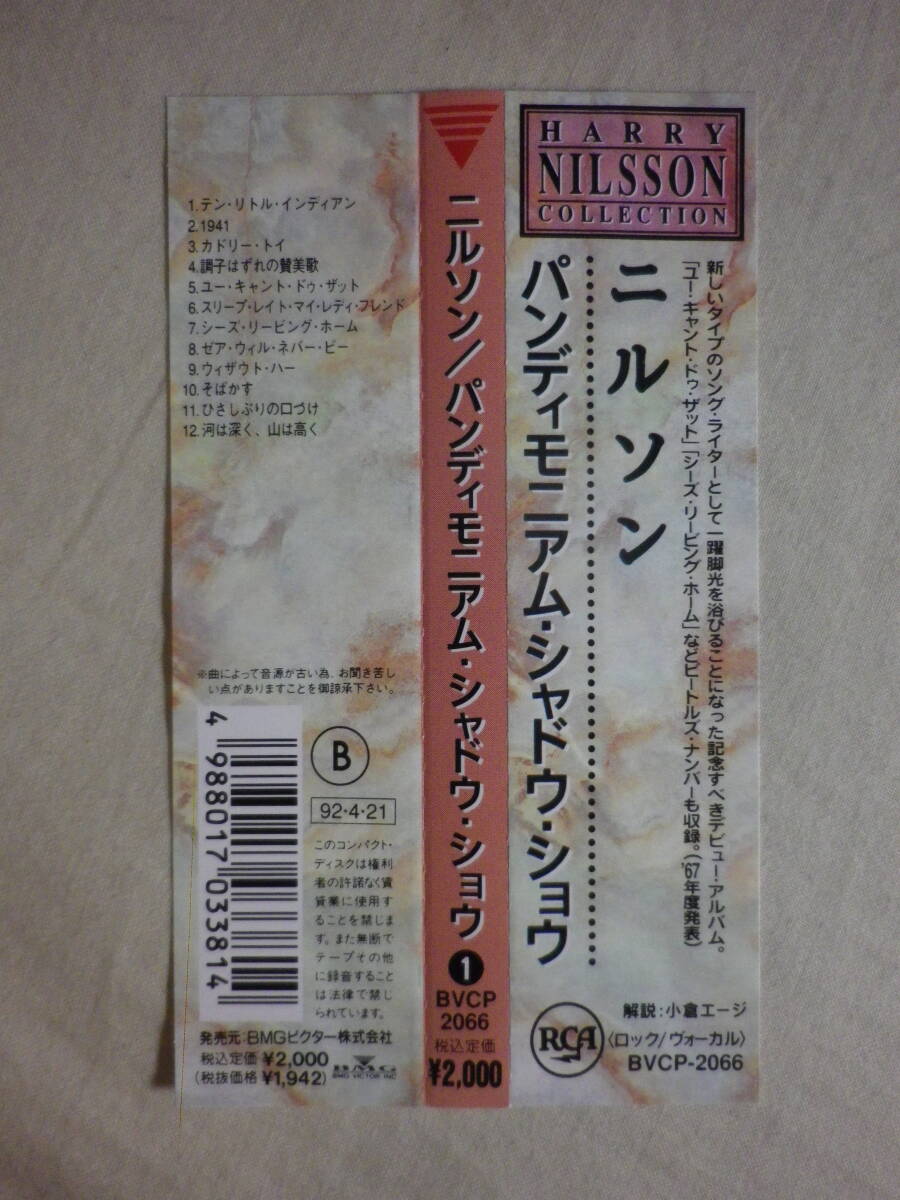 1.テン・リトル・インディアン
2.1941
3.カドリー・トイ
4.調子はずれの賛美歌
5.ユー・キャント・ドゥ・ザット
6.スリープ・レイト・マイ・レディ・フレンド
7.シーズ・リービング・ホーム
8.ゼア・ウィル・ネバー・ビー
9.ウィザウト・ハー
10.そばかす
11.ひさしぶりの口づけ
12.河は深く、山は高く
※曲によって音源が古い為、お聞き苦し
い点がありますことを御諒承下さい。
4 988017 033814
B
92・4・21
このコンパクト・
ディスクは権利
者の許諾なく賃
貸業に使用す
ることを禁じま
す。また無断で
テープその他
に録音すること
は法律で禁じ
られています。
発売元:BMGビクター株式会社
税込定価 ¥2,000
(税抜価格 ¥1,942)
BMG
BMG VICTOR, INC.
ニルソン/パンディモニアム・シャドウ・ショウ
1
BVCP
2066
税込定価
¥2,000
HARRY
NILSSON
COLLECTION
新しいタイプのソング・ライターとして一躍脚光を浴びることになった記念すべきデビュー・アルバム。
「ユー・キャント・ドゥ・ザット」「シーズ・リービング・ホーム」などビートルズ・ナンバーも収録。('67年度発表)
ニルソン
パンディモニアム・シャドウ・ショウ
RCA
解説:小倉エージ
〈ロック/ヴォーカル〉
BVCP-2066